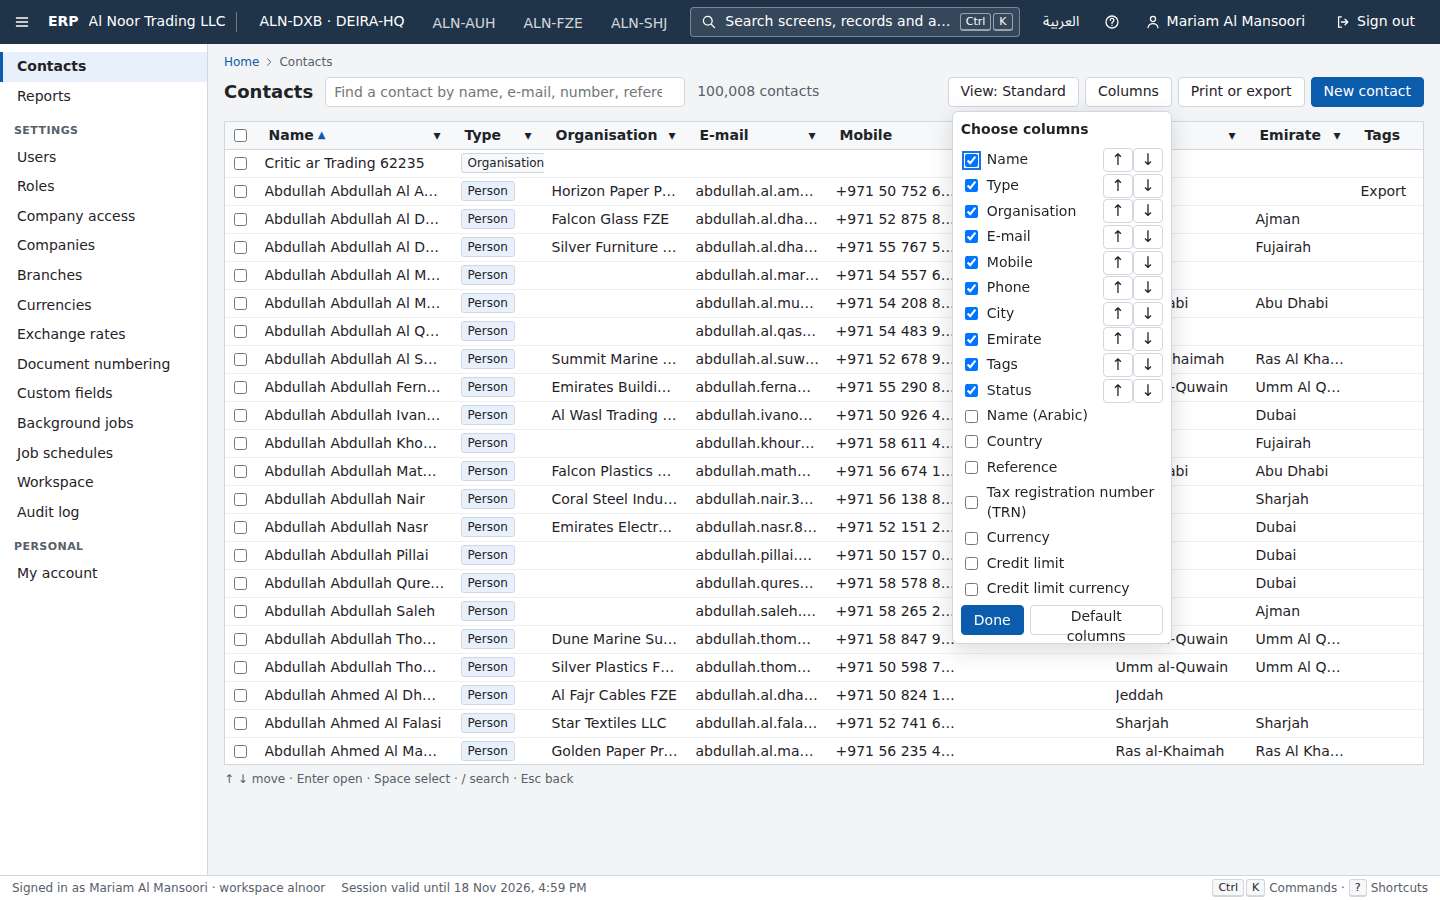 ERP Al Noor Trading LLC ALN-DXB · DEIRA-HQ ALN-AUH ALN-FZE ALN-SHJ Search screens, records and a… Ctrl K العربية Mariam Al Mansoori Sign out
Contacts
Reports
SETTINGS
Users
Roles
Company access
Companies
Branches
Currencies
Exchange rates
Document numbering
Custom fields
Background jobs
Job schedules
Workspace
Audit log
PERSONAL
My account
Home > Contacts
Contacts Find a contact by name, e-mail, number, refere 100,008 contacts View: Standard Columns Print or export New contact
Name ▲ ▼ Type ▼ Organisation ▼ E-mail ▼ Mobile ▼ Emirate ▼ Tags
Critic ar Trading 62235 Organisation
Abdullah Abdullah Al A… Person Horizon Paper P… abdullah.al.am… +971 50 752 6… Export
Abdullah Abdullah Al D… Person Falcon Glass FZE abdullah.al.dha… +971 52 875 8… Ajman
Abdullah Abdullah Al D… Person Silver Furniture … abdullah.al.dha… +971 55 767 5… Fujairah
Abdullah Abdullah Al M… Person abdullah.al.mar… +971 54 557 6…
Abdullah Abdullah Al M… Person abdullah.al.mu… +971 54 208 8… abi Abu Dhabi
Abdullah Abdullah Al Q… Person abdullah.al.qas… +971 54 483 9…
Abdullah Abdullah Al S… Person Summit Marine … abdullah.al.suw… +971 52 678 9… haimah Ras Al Kha…
Abdullah Abdullah Fern… Person Emirates Buildi… abdullah.ferna… +971 55 290 8… -Quwain Umm Al Q…
Abdullah Abdullah Ivan… Person Al Wasl Trading … abdullah.ivano… +971 50 926 4… Dubai
Abdullah Abdullah Kho… Person abdullah.khour… +971 58 611 4… Fujairah
Abdullah Abdullah Mat… Person Falcon Plastics … abdullah.math… +971 56 674 1… abi Abu Dhabi
Abdullah Abdullah Nair Person Coral Steel Indu… abdullah.nair.3… +971 56 138 8… Sharjah
Abdullah Abdullah Nasr Person Emirates Electr… abdullah.nasr.8… +971 52 151 2… Dubai
Abdullah Abdullah Pillai Person abdullah.pillai.… +971 50 157 0… Dubai
Abdullah Abdullah Qure… Person abdullah.qures… +971 58 578 8… Dubai
Abdullah Abdullah Saleh Person abdullah.saleh.… +971 58 265 2… Ajman
Abdullah Abdullah Tho… Person Dune Marine Su… abdullah.thom… +971 58 847 9… -Quwain Umm Al Q…
Abdullah Abdullah Tho… Person Silver Plastics F… abdullah.thom… +971 50 598 7… Umm al-Quwain Umm Al Q…
Abdullah Ahmed Al Dh… Person Al Fajr Cables FZE abdullah.al.dha… +971 50 824 1… Jeddah
Abdullah Ahmed Al Falasi Person Star Textiles LLC abdullah.al.fala… +971 52 741 6… Sharjah Sharjah
Abdullah Ahmed Al Ma… Person Golden Paper Pr… abdullah.al.ma… +971 56 235 4… Ras al-Khaimah Ras Al Kha…
Choose columns
Name ↑ ↓
Type ↑ ↓
Organisation ↑ ↓
E-mail ↑ ↓
Mobile ↑ ↓
Phone ↑ ↓
City ↑ ↓
Emirate ↑ ↓
Tags ↑ ↓
Status ↑ ↓
Name (Arabic)
Country
Reference
Tax registration number
(TRN)
Currency
Credit limit
Credit limit currency
Done Default
columns
↑ ↓ move · Enter open · Space select · / search · Esc back
Signed in as Mariam Al Mansoori · workspace alnoor Session valid until 18 Nov 2026, 4:59 PM Ctrl K Commands · ? Shortcuts